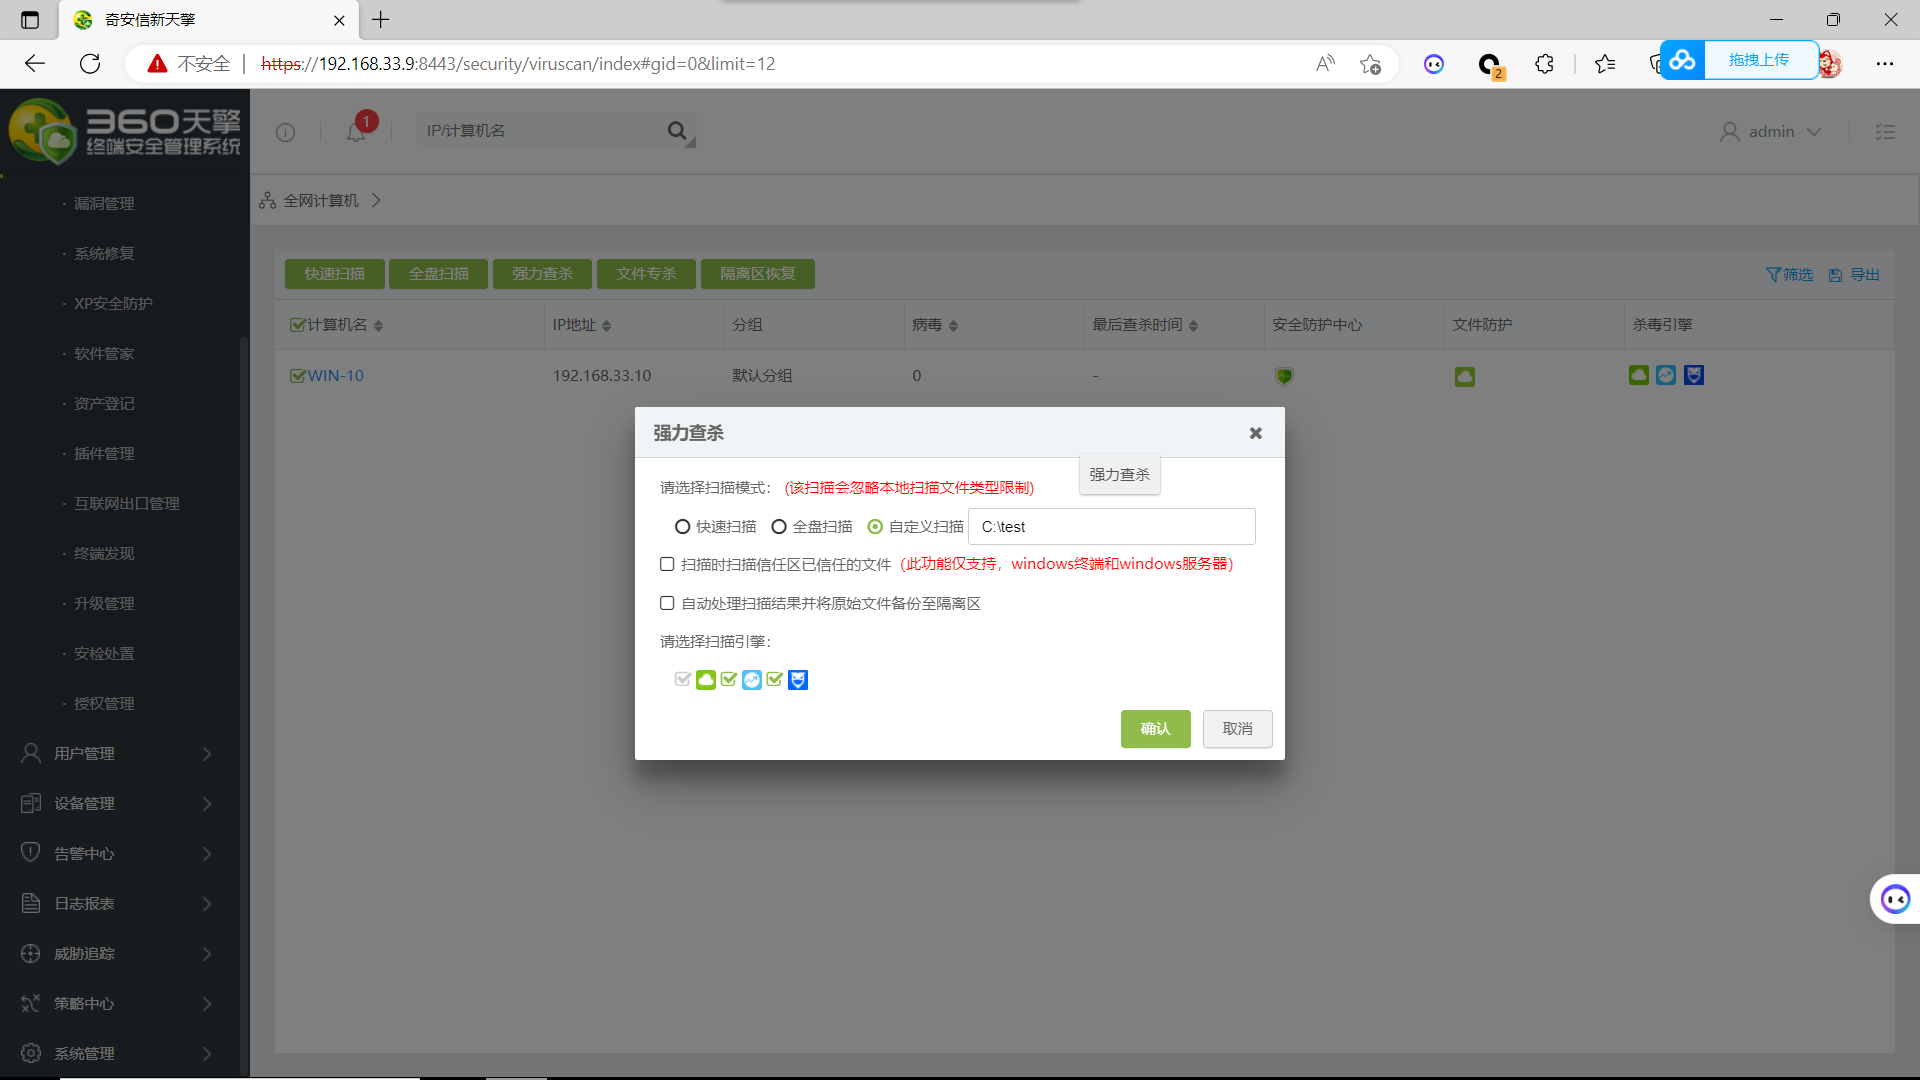 奇安信新天擎
不安全
https://192.168.33.9:8443/security/viruscan/index#gid=0&limit=12
2
拖拽上传
360天擎
终端安全管理系统
1
IP/计算机名
admin
全网计算机
漏洞管理
系统修复
XP安全防护
软件管家
资产登记
插件管理
互联网出口管理
终端发现
升级管理
安检处置
授权管理
用户管理
设备管理
告警中心
日志报表
威胁追踪
策略中心
系统管理
快速扫描 全盘扫描 强力查杀 文件专杀 隔离区恢复
筛选 导出
计算机名 IP地址 分组 病毒 最后查杀时间 安全防护中心 文件防护 杀毒引擎
WIN-10 192.168.33.10 默认分组 0 -
强力查杀
强力查杀
请选择扫描模式： (该扫描会忽略本地扫描文件类型限制)
快速扫描 全盘扫描 自定义扫描 C:\test
扫描时扫描信任区已信任的文件（此功能仅支持，windows终端和windows服务器）
自动处理扫描结果并将原始文件备份至隔离区
请选择扫描引擎：
确认 取消